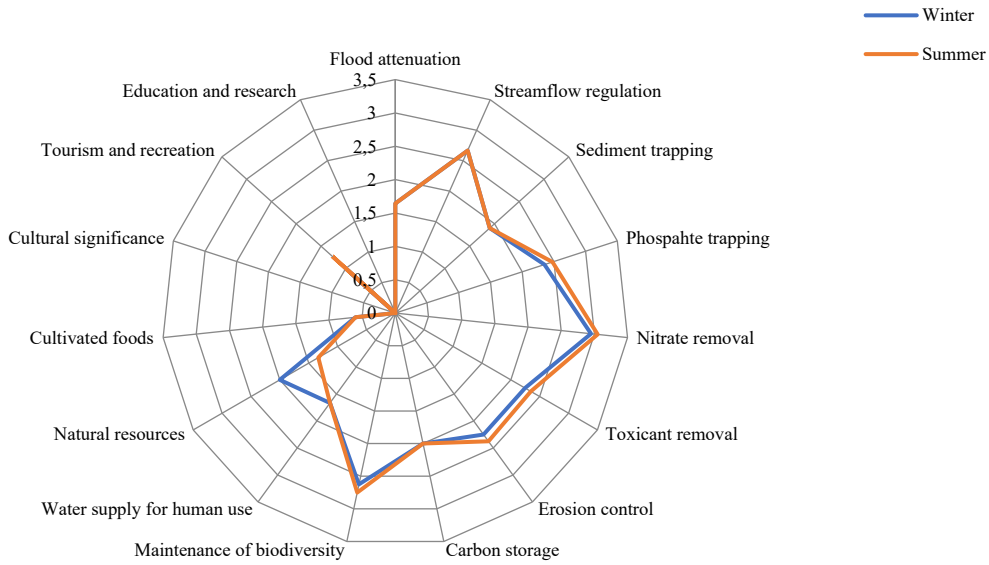 Winter
Summer
Flood attenuation
Streamflow regulation
Sediment trapping
Phospahte trapping
Nitrate removal
Toxicant removal
Erosion control
Carbon storage
Maintenance of biodiversity
Water supply for human use
Natural resources
Cultivated foods
Cultural significance
Tourism and recreation
Education and research
3,5
3
2,5
2
1,5
1
0,5
0